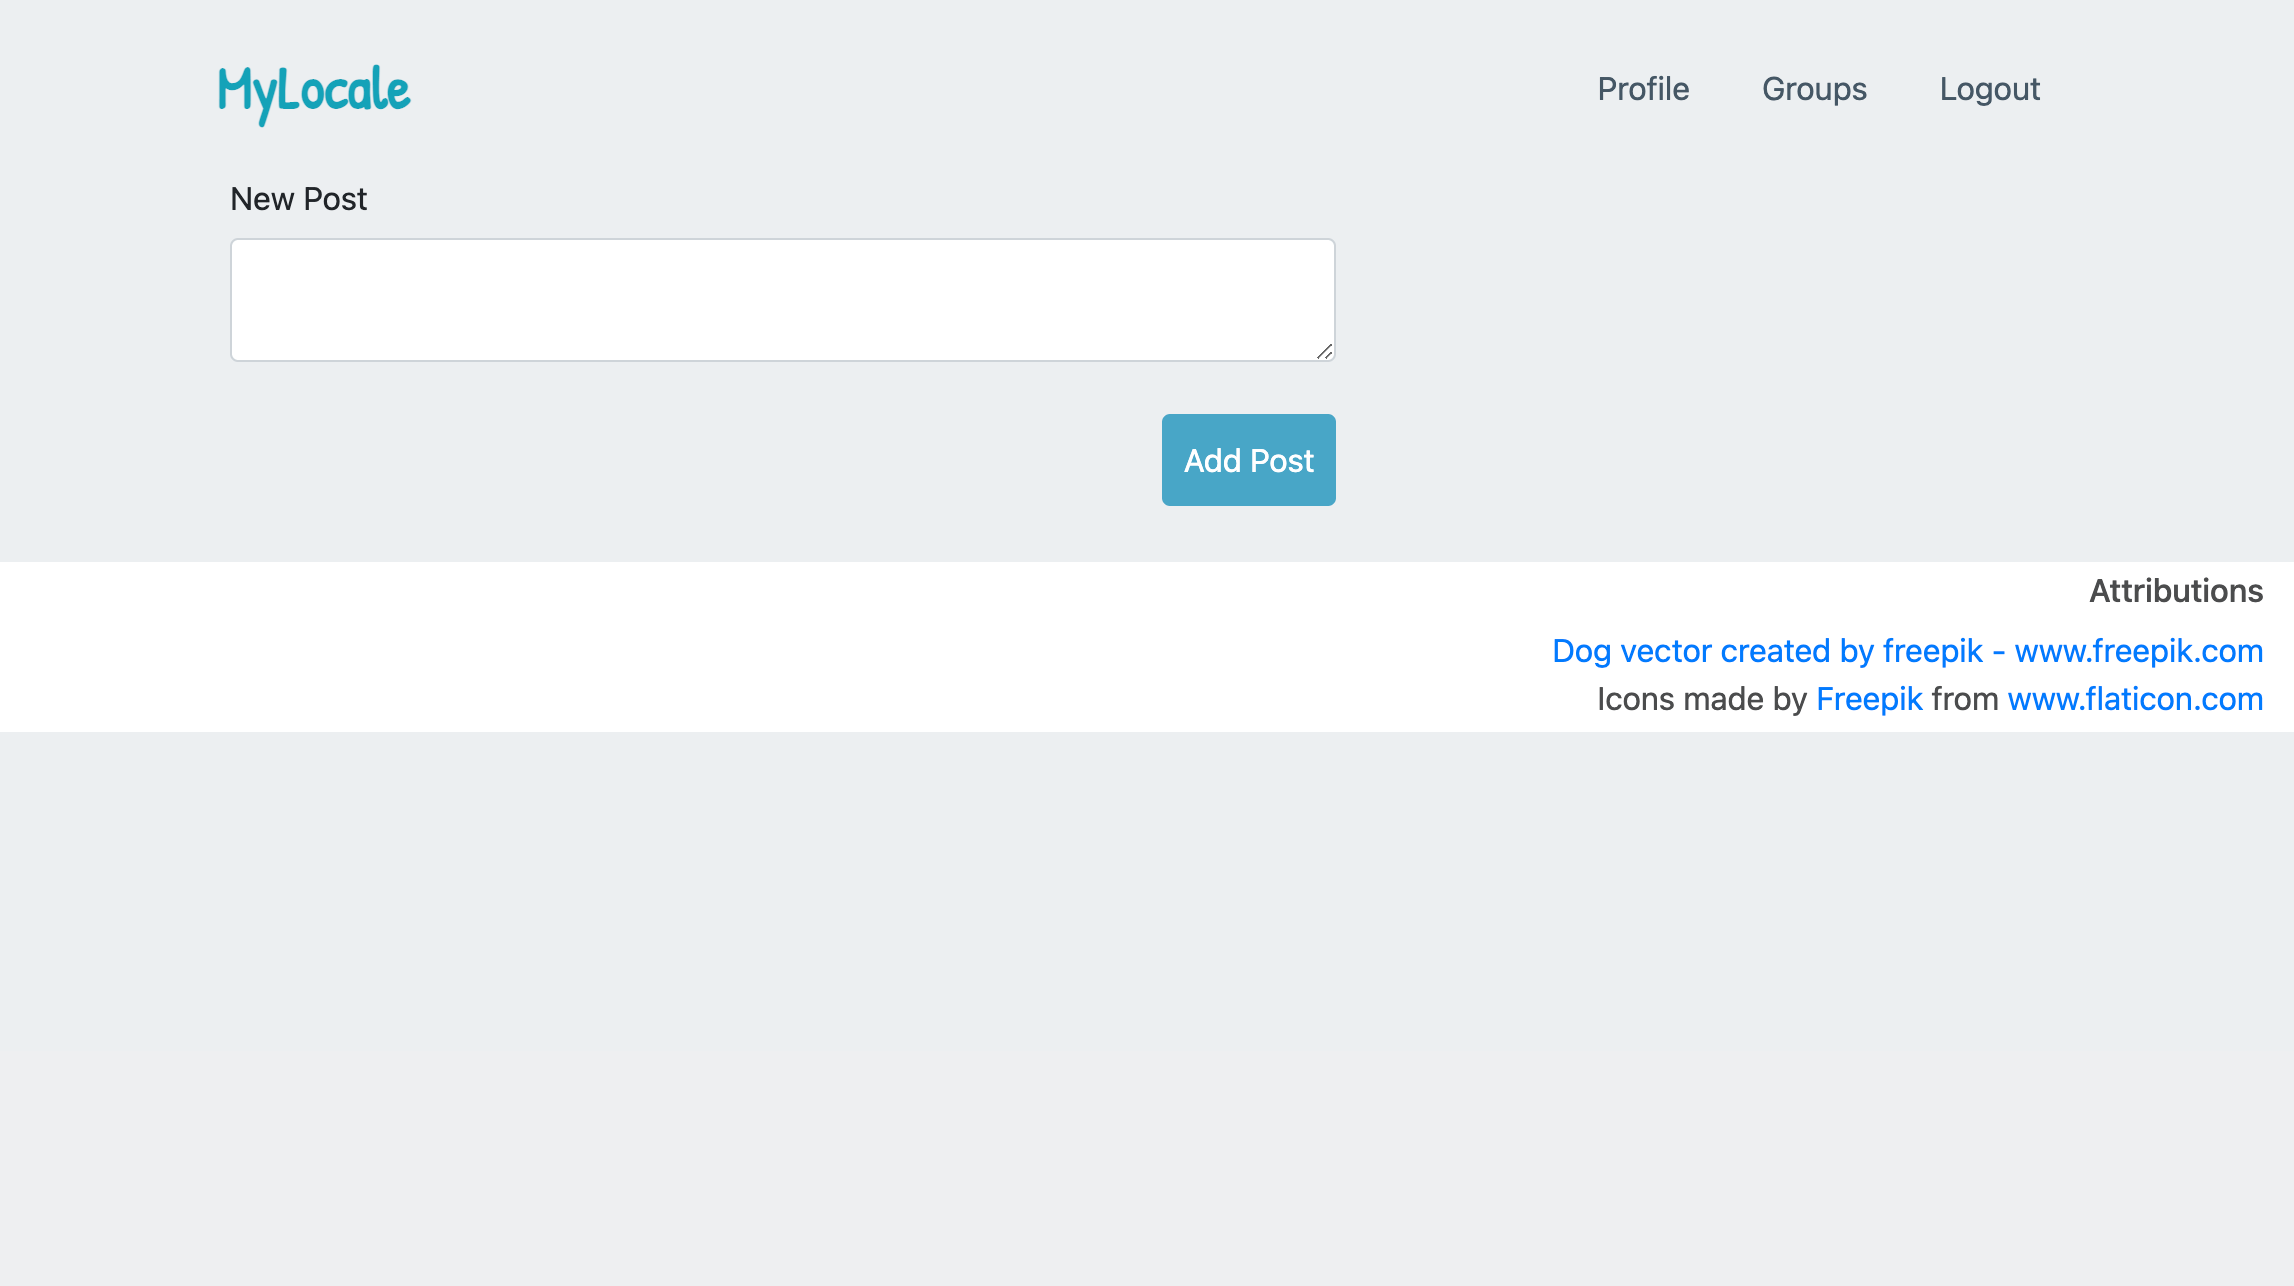 MyLocale
Profile Groups Logout
New Post
Add Post
Attributions
Dog vector created by freepik - www.freepik.com
Icons made by Freepik from www.flaticon.com